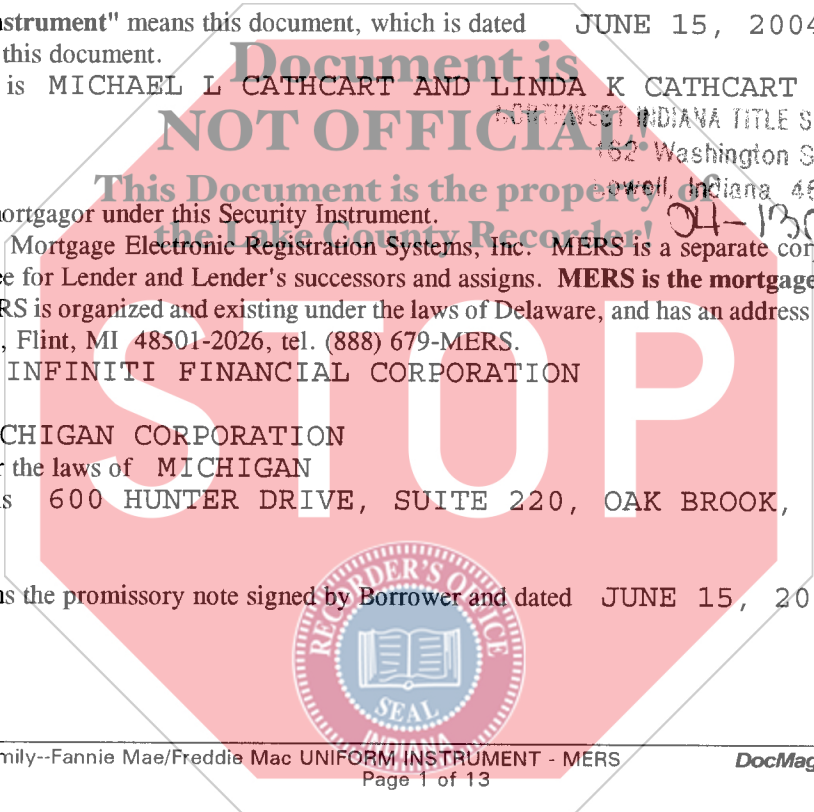 strument" means this document, which is dated JUNE 15, 2004
this document.
Document is
is MICHAEL L CATHCART AND LINDA K CATHCART
NORTHWEST INDIANA TITLE S
NOT OFFICIAL!
162 Washington S
This Document is the property of
Lowell, Indiana 46
ortgagor under this Security Instrument.
04-130
the Lake County Recorder!
Mortgage Electronic Registration Systems, Inc. MERS is a separate cor
e for Lender and Lender's successors and assigns. MERS is the mortgage
RS is organized and existing under the laws of Delaware, and has an address
, Flint, MI 48501-2026, tel. (888) 679-MERS.
STOP
INFINITI FINANCIAL CORPORATION
CHIGAN CORPORATION
r the laws of MICHIGAN
s 600 HUNTER DRIVE, SUITE 220, OAK BROOK,
ns the promissory note signed by Borrower and dated JUNE 15, 20
RECORDER'S OFFICE
SEAL
INDIANA
mily--Fannie Mae/Freddie Mac UNIFORM INSTRUMENT - MERS
DocMag
Page 1 of 13